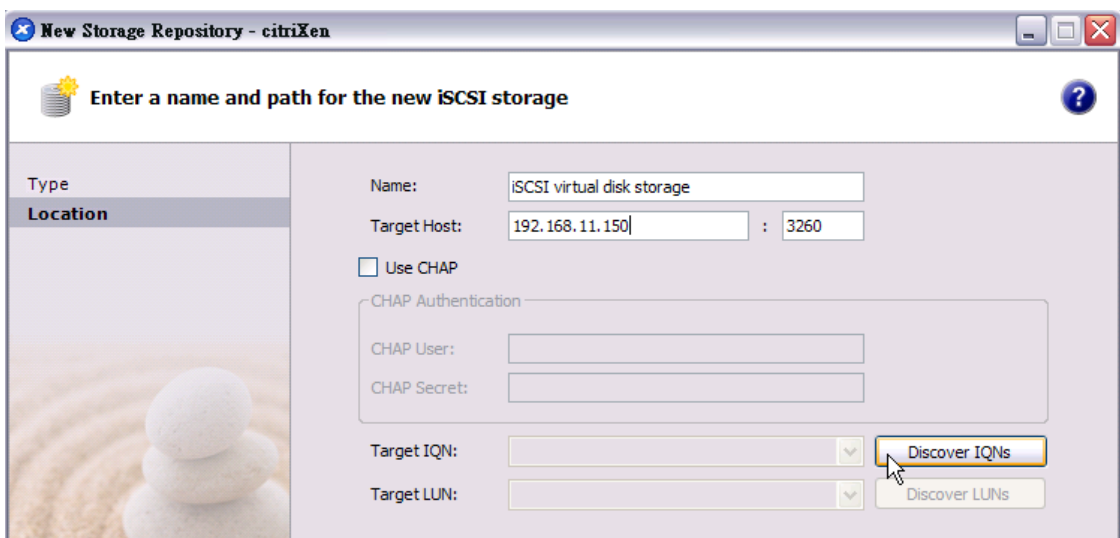 New Storage Repository - citriXen
Enter a name and path for the new iSCSI storage
?
Type
Location
Name: iSCSI virtual disk storage
Target Host: 192.168.11.150 : 3260
Use CHAP
CHAP Authentication
CHAP User:
CHAP Secret:
Target IQN: Discover IQNs
Target LUN: Discover LUNs